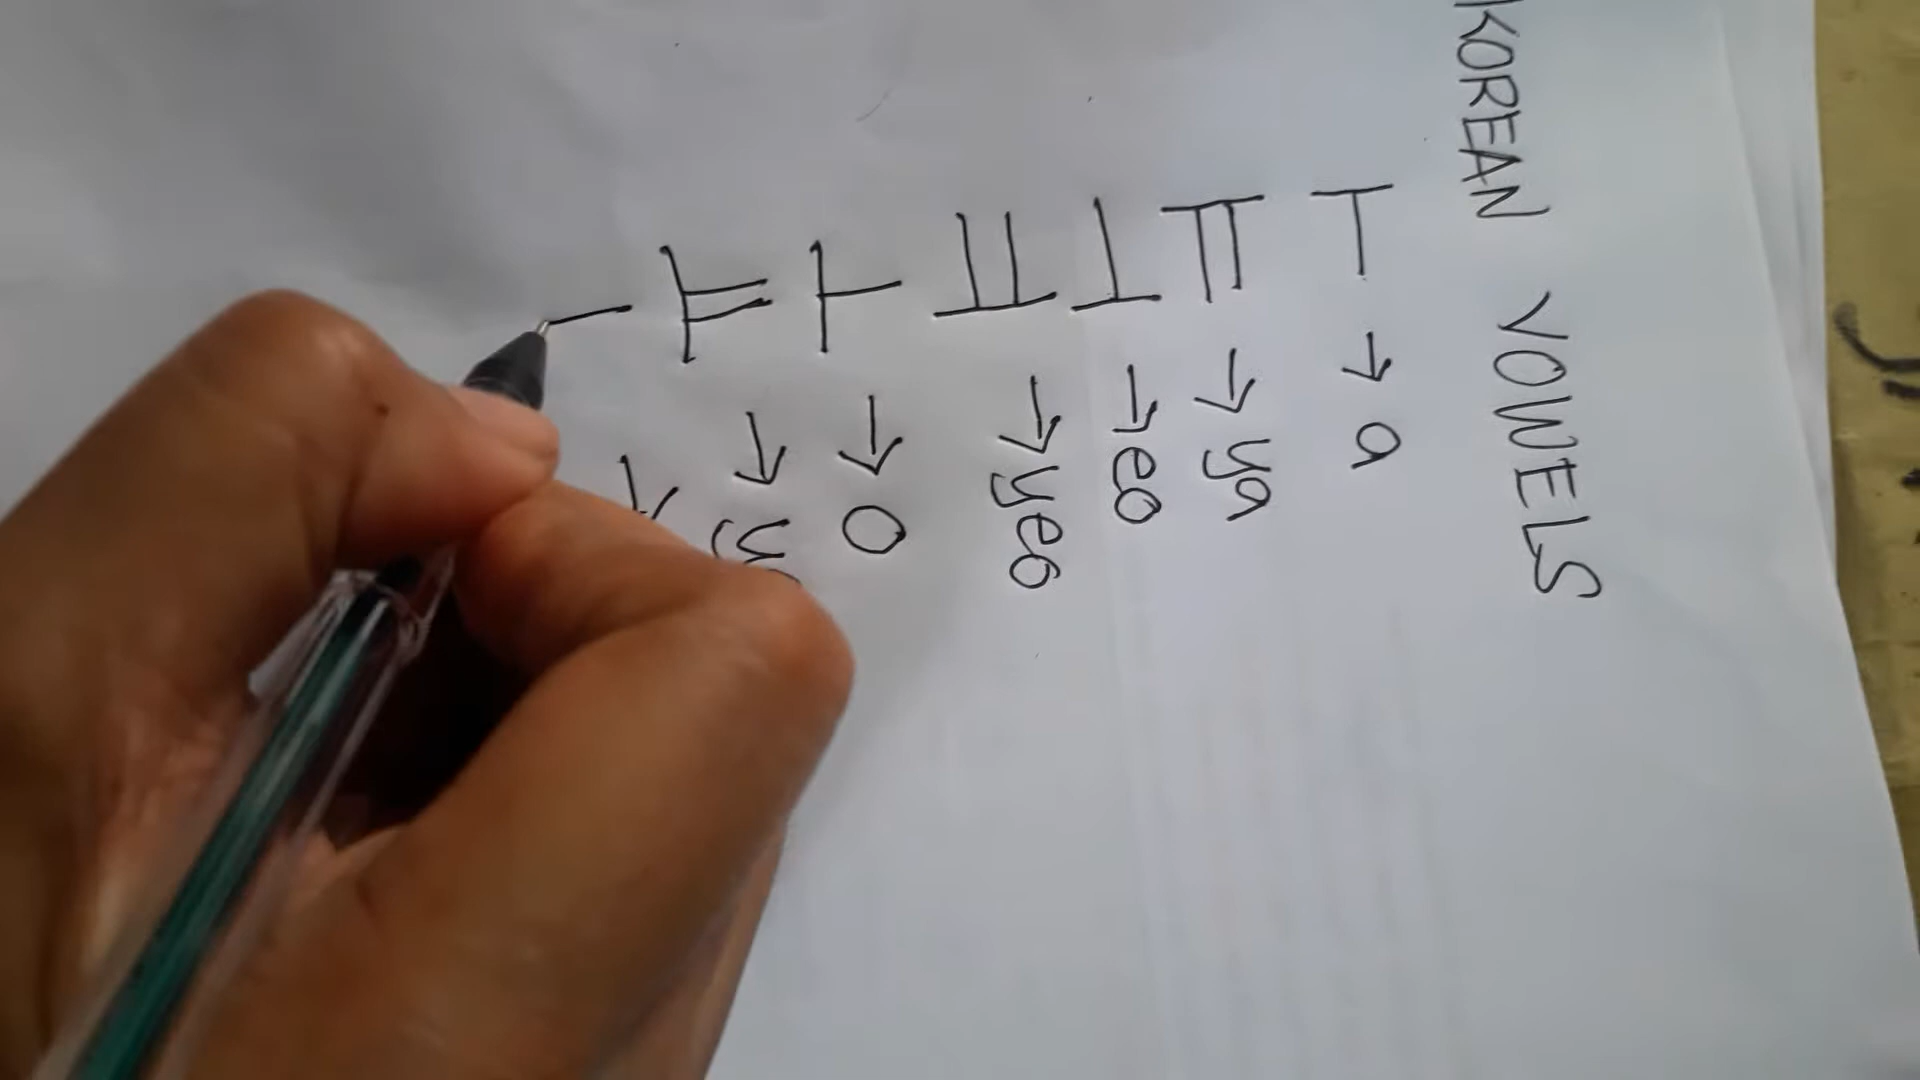 KOREAN VOWELS
ㅏ → a
ㅑ → ya
ㅓ → eo
ㅕ → yeo
ㅗ → o
ㅛ →